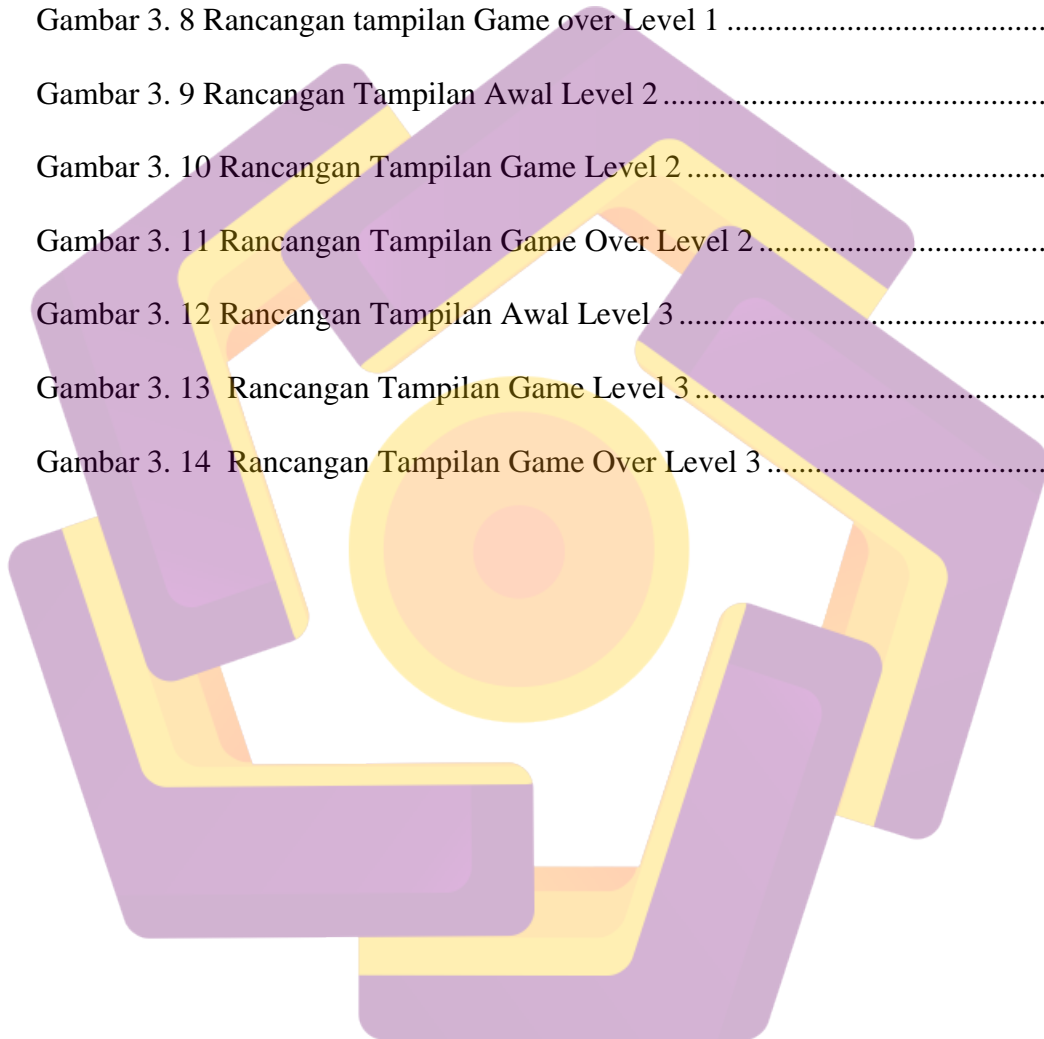 Gambar 3. 8 Rancangan tampilan Game over Level 1 ........................................
Gambar 3. 9 Rancangan Tampilan Awal Level 2 ................................................
Gambar 3. 10 Rancangan Tampilan Game Level 2 .............................................
Gambar 3. 11 Rancangan Tampilan Game Over Level 2 ....................................
Gambar 3. 12 Rancangan Tampilan Awal Level 3 ..............................................
Gambar 3. 13  Rancangan Tampilan Game Level 3 ............................................
Gambar 3. 14  Rancangan Tampilan Game Over Level 3 ...................................